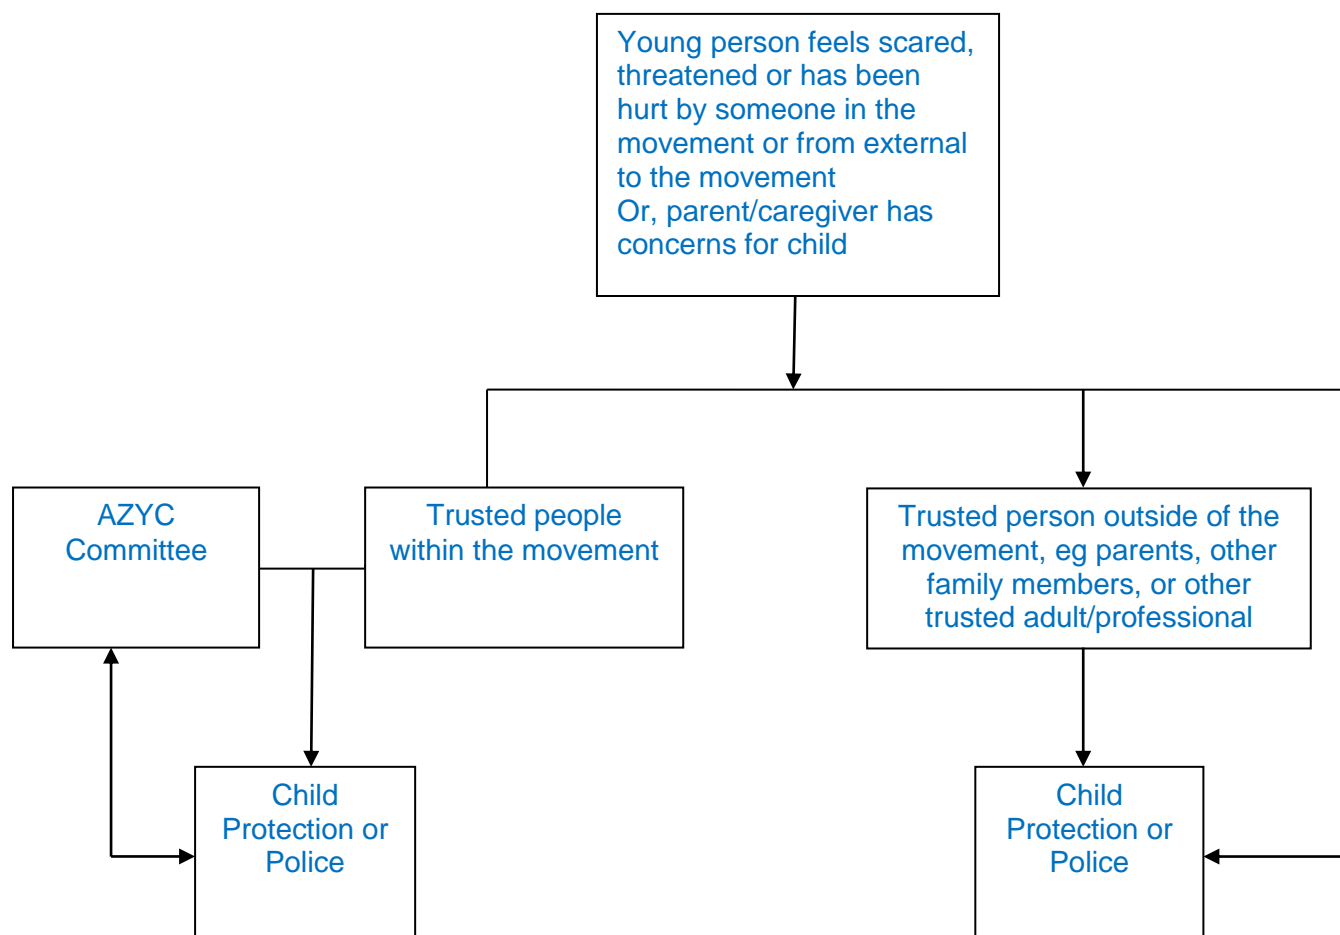 Young person feels scared,
threatened or has been
hurt by someone in the
movement or from external
to the movement
Or, parent/caregiver has
concerns for child
AZYC
Committee
Trusted people
within the movement
Trusted person outside of the
movement, eg parents, other
family members, or other
trusted adult/professional
Child
Protection or
Police
Child
Protection or
Police